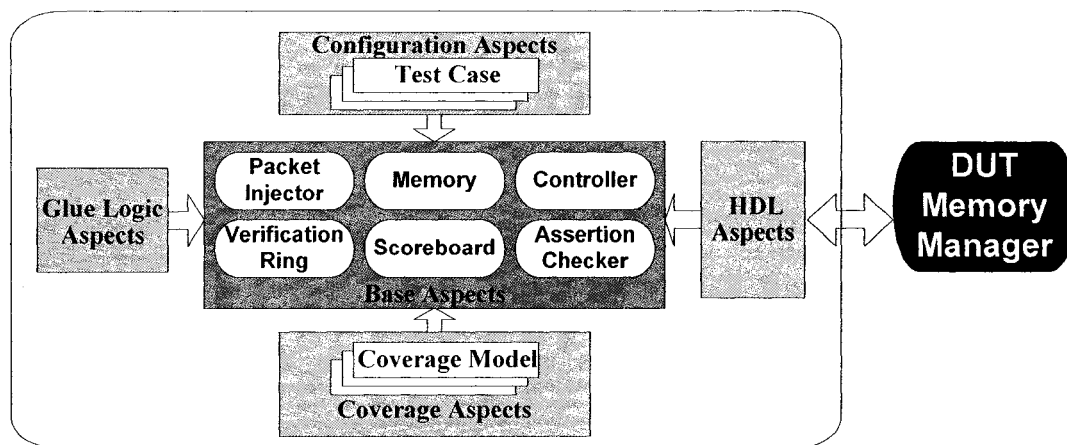 Configuration Aspects
Test Case
Packet
Injector
Memory
Controller
Glue Logic
Aspects
Verification
Ring
Scoreboard
Assertion
Checker
Base Aspects
HDL
Aspects
DUT
Memory
Manager
Coverage Model
Coverage Aspects